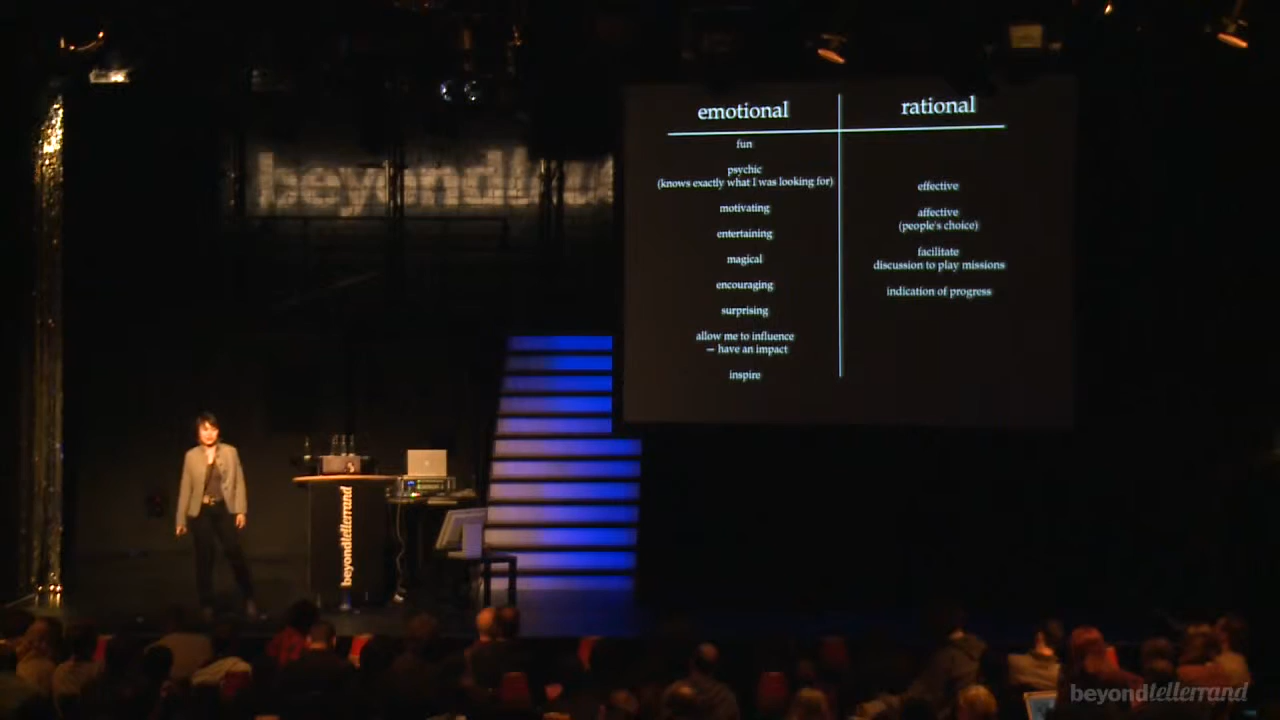 emotional
fun
psychic
(knows exactly what I was looking for)
motivating
entertaining
magical
encouraging
surprising
allow me to influence
— have an impact
inspire
rational
effective
affective
(people's choice)
facilitate
discussion to play missions
indication of progress
beyond
beyondtellerrand
beyondtellerrand